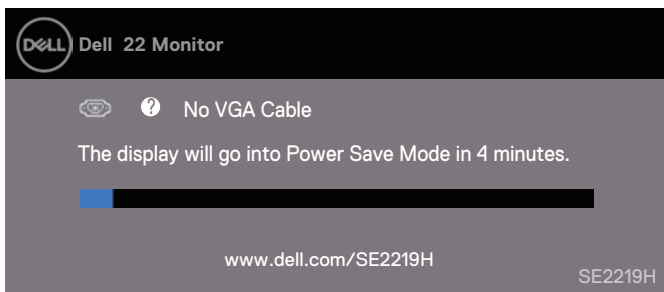 DELL Dell 22 Monitor
? No VGA Cable
The display will go into Power Save Mode in 4 minutes.
www.dell.com/SE2219H
SE2219H